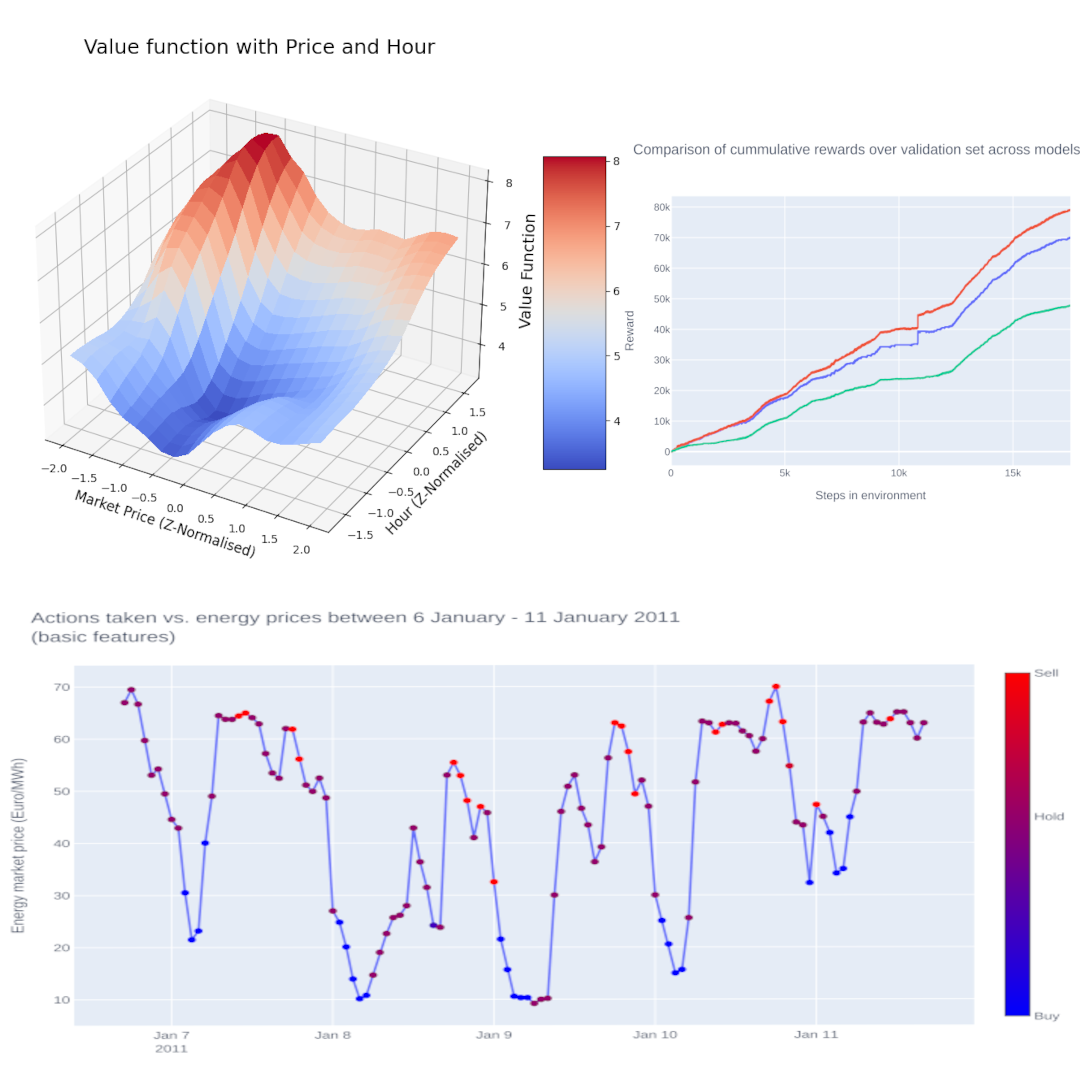 Value function with Price and Hour
8
7
6
5
4
Value Function
−2.0
−1.5
−1.0
−0.5
0.0
0.5
1.0
1.5
2.0
Market Price (Z-Normalised)
−1.5
−1.0
−0.5
0.0
0.5
1.0
1.5
Hour (Z-Normalised)
8
7
6
5
4
Comparison of cummulative rewards over validation set across models
80k
70k
60k
50k
40k
30k
20k
10k
0
Reward
0
5k
10k
15k
Steps in environment
Actions taken vs. energy prices between 6 January - 11 January 2011
(basic features)
70
60
50
40
30
20
10
Energy market price (Euro/MWh)
Jan 7
2011
Jan 8
Jan 9
Jan 10
Jan 11
Sell
Hold
Buy